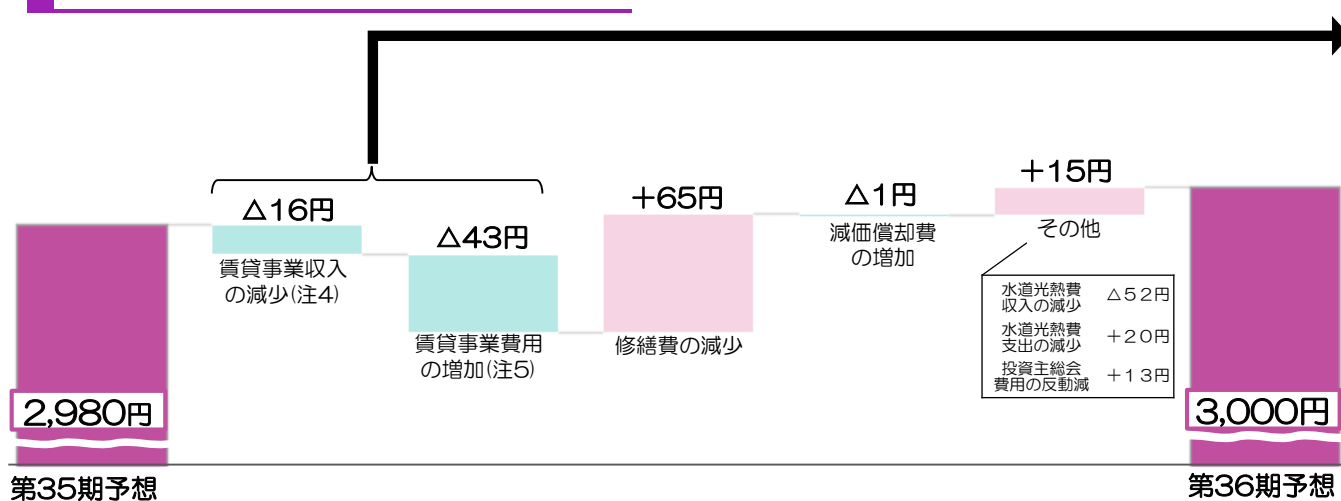 △16円
賃貸事業収入
の減少(注4)
△43円
賃貸事業費用
の増加(注5)
+65円
修繕費の減少
△1円
減価償却費
の増加
+15円
その他
水道光熱費
収入の減少 △52円
水道光熱費
支出の減少 +20円
投資主総会
費用の反動減 +13円
2,980円
3,000円
第35期予想
第36期予想